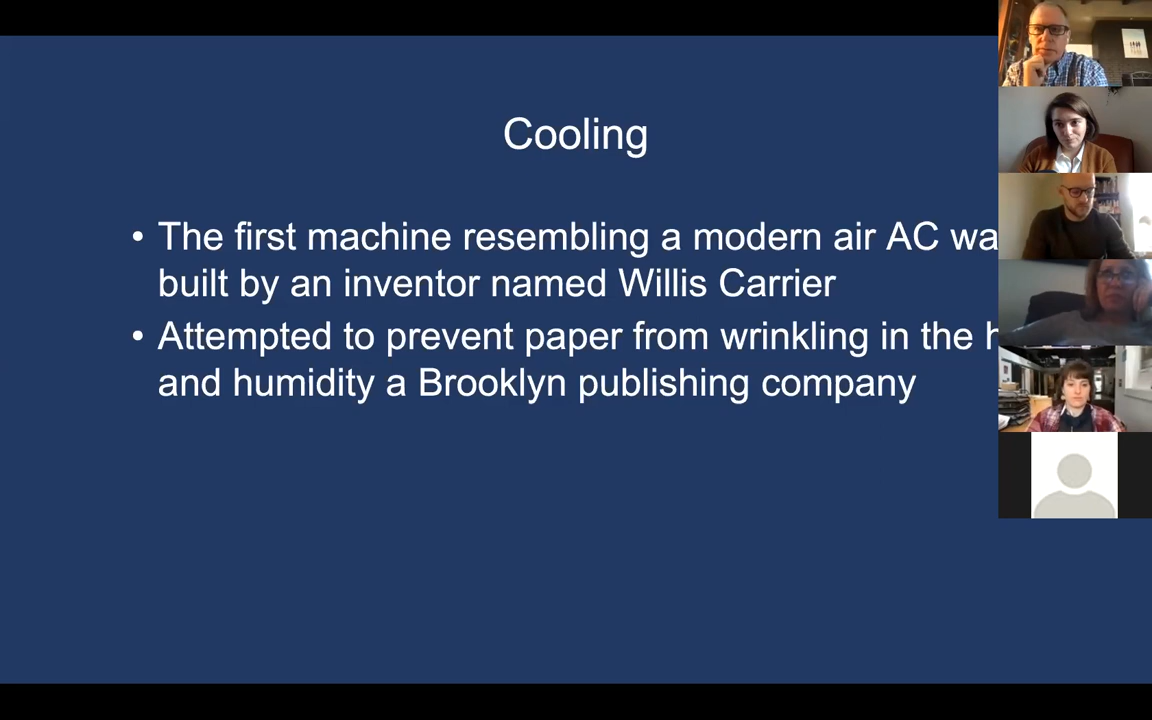 Cooling
• The first machine resembling a modern air AC wa
built by an inventor named Willis Carrier
• Attempted to prevent paper from wrinkling in the h
and humidity a Brooklyn publishing company